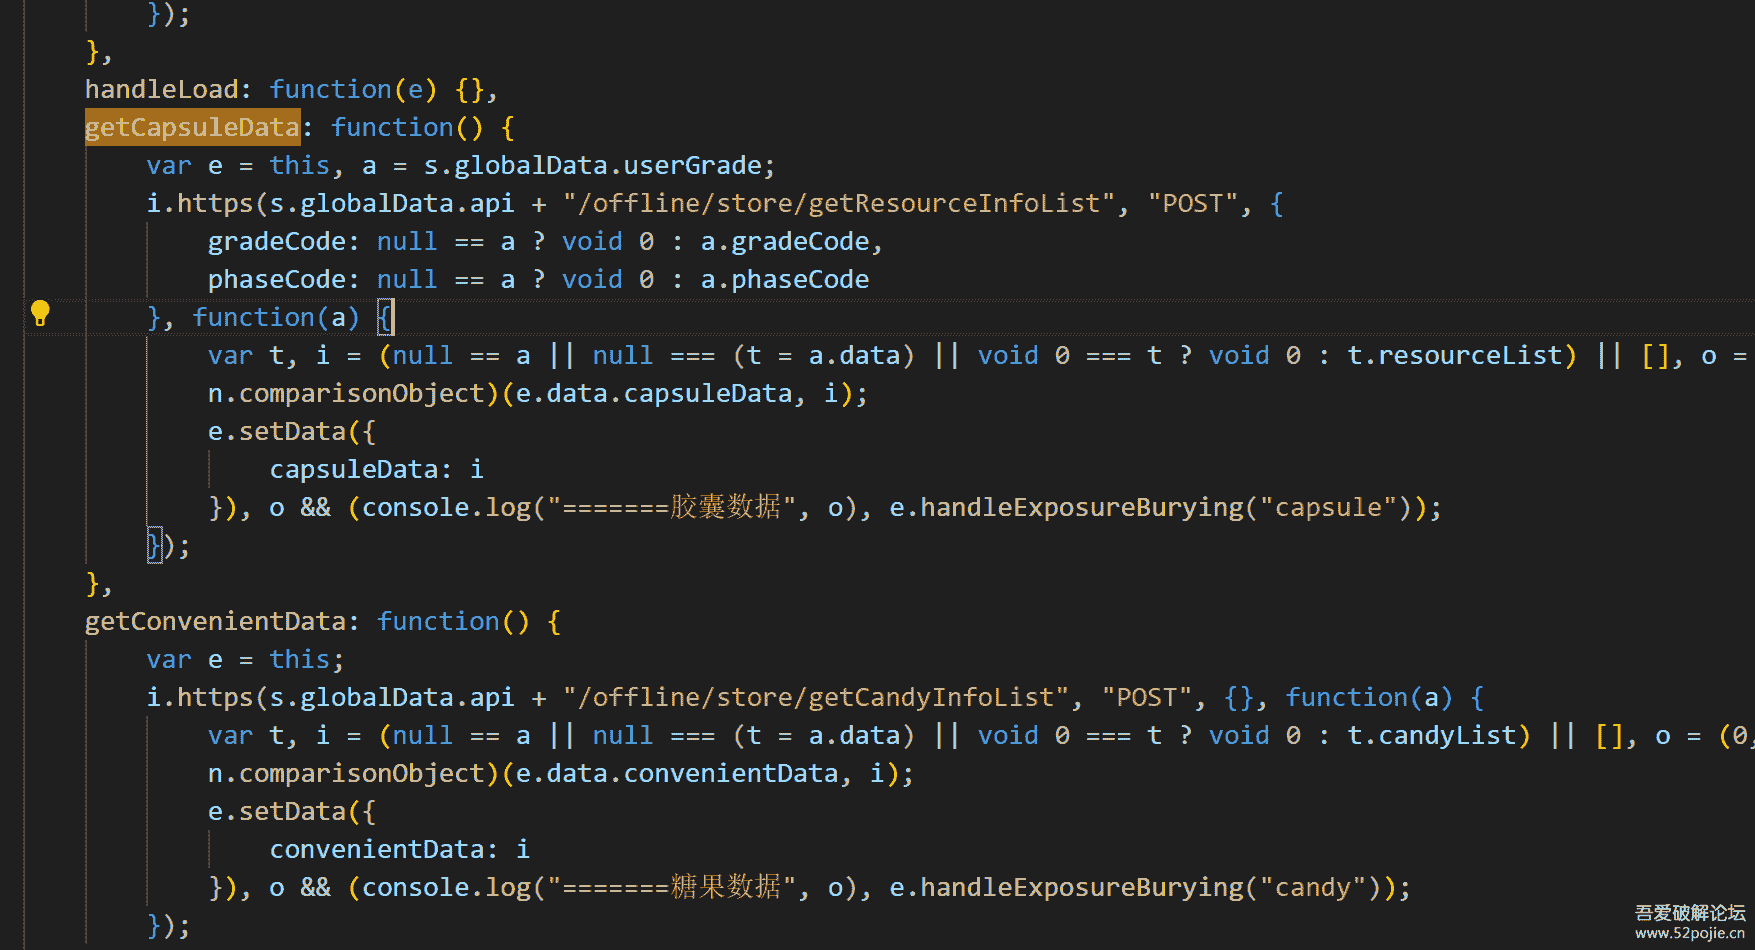 });
},
handleLoad: function(e) {},
getCapsuleData: function() {
var e = this, a = s.globalData.userGrade;
i.https(s.globalData.api + "/offline/store/getResourceInfoList", "POST", {
gradeCode: null == a ? void 0 : a.gradeCode,
phaseCode: null == a ? void 0 : a.phaseCode
}, function(a) {
var t, i = (null == a || null === (t = a.data) || void 0 === t ? void 0 : t.resourceList) || [], o =
n.comparisonObject)(e.data.capsuleData, i);
e.setData({
capsuleData: i
}), o && (console.log("=======胶囊数据", o), e.handleExposureBurying("capsule"));
});
},
getConvenientData: function() {
var e = this;
i.https(s.globalData.api + "/offline/store/getCandyInfoList", "POST", {}, function(a) {
var t, i = (null == a || null === (t = a.data) || void 0 === t ? void 0 : t.candyList) || [], o = (0,
n.comparisonObject)(e.data.convenientData, i);
e.setData({
convenientData: i
}), o && (console.log("=======糖果数据", o), e.handleExposureBurying("candy"));
});
吾爱破解论坛
www.52pojie.cn